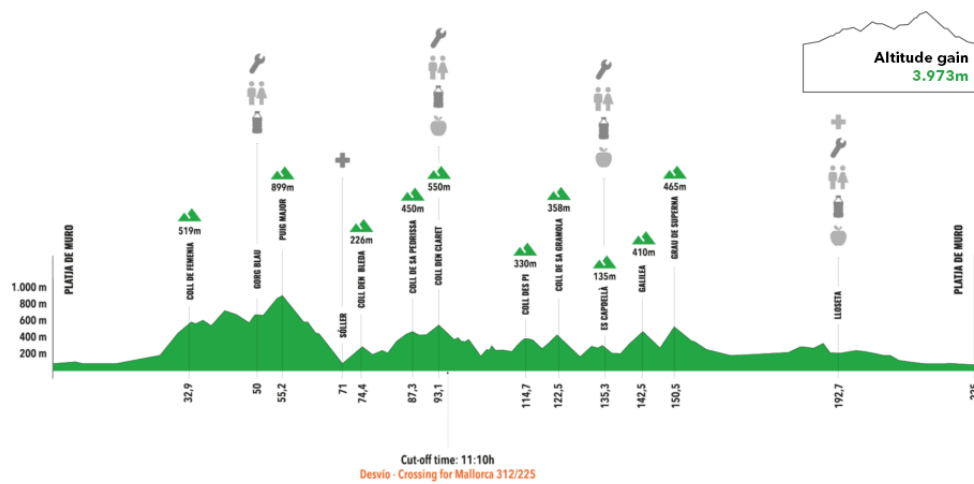 Altitude gain
3.973m
PLATJA DE MURO
519m
COLL DE FEMENIA
GORG BLAU
899m
PUIG MAJOR
SÓLLER
226m
COLL DEN BLEDA
450m
COLL DE SA PEDRISSA
550m
COLL DEN CLARET
330m
COLL DES PI
358m
COLL DE SA GRAMOLA
135m
ES CAPDELLÀ
410m
GALILEA
465m
GRAU DE SUPERNA
LLOSETA
PLATJA DE MURO
1.000 m
800 m
600 m
400 m
200 m
32,9
50
55,2
71
74,4
87,3
93,1
114,7
122,5
135,3
142,5
150,5
192,7
Cut-off time: 11:10h
Desvío - Crossing for Mallorca 312/225